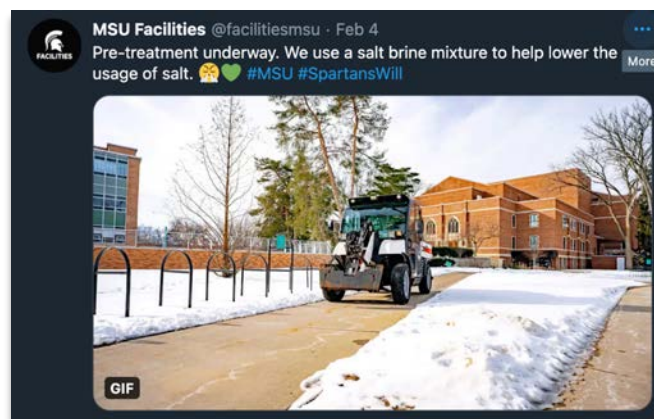 MSU Facilities @facilitiesmsu · Feb 4
Pre-treatment underway. We use a salt brine mixture to help lower the
usage of salt. 😤💚 #MSU #SpartansWill
More
FACILITIES
GIF